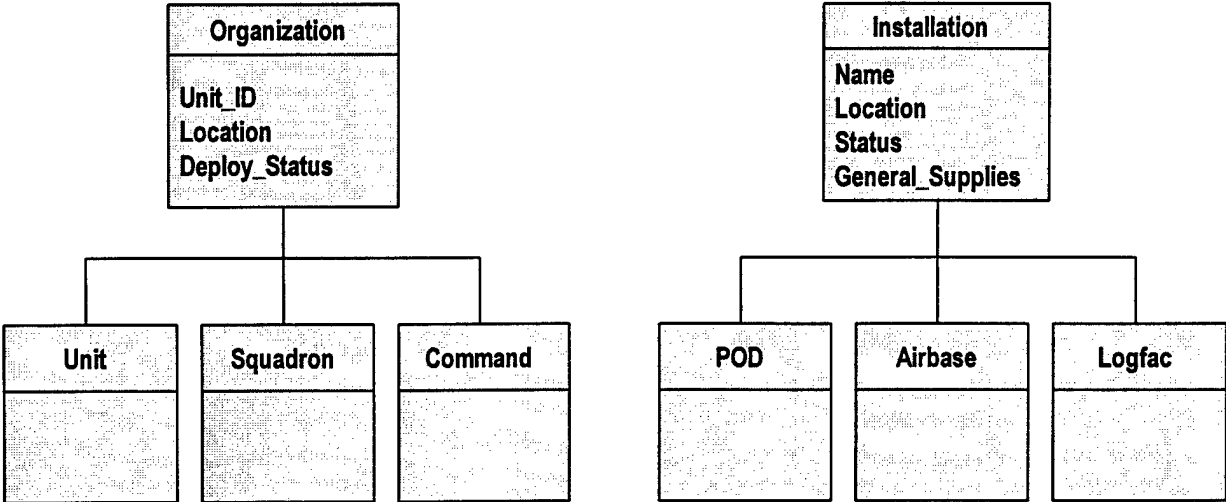 Organization
Unit_ID
Location
Deploy_Status
Unit
Squadron
Command
Installation
Name
Location
Status
General_Supplies
POD
Airbase
Logfac